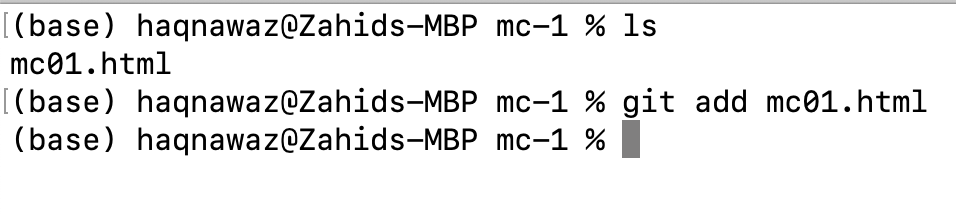 [(base) haqnawaz@Zahids-MBP mc-1 % ls
mc01.html
[(base) haqnawaz@Zahids-MBP mc-1 % git add mc01.html
(base) haqnawaz@Zahids-MBP mc-1 %